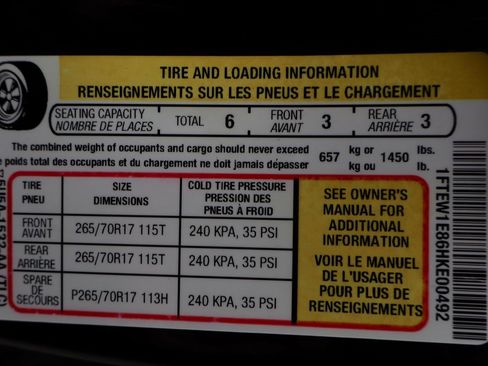 TIRE AND LOADING INFORMATION
RENSEIGNEMENTS SUR LES PNEUS ET LE CHARGEMENT
SEATING CAPACITY
NOMBRE DE PLACES
TOTAL 6
FRONT
AVANT 3
REAR
ARRIÈRE 3
The combined weight of occupants and cargo should never exceed
poids total des occupants et du chargement ne doit jamais dépasser
657 kg or
kg ou
1450 lbs.
lb.
TIRE
PNEU
SIZE
DIMENSIONS
COLD TIRE PRESSURE
PRESSION DES
PNEUS À FROID
FRONT
AVANT
265/70R17 115T
240 KPA, 35 PSI
REAR
ARRIÈRE
265/70R17 115T
240 KPA, 35 PSI
SPARE
DE
SECOURS
P265/70R17 113H
240 KPA, 35 PSI
SEE OWNER'S
MANUAL FOR
ADDITIONAL
INFORMATION
VOIR LE MANUEL
DE L'USAGER
POUR PLUS DE
RENSEIGNEMENTS
1FTEW1E86HKE00492